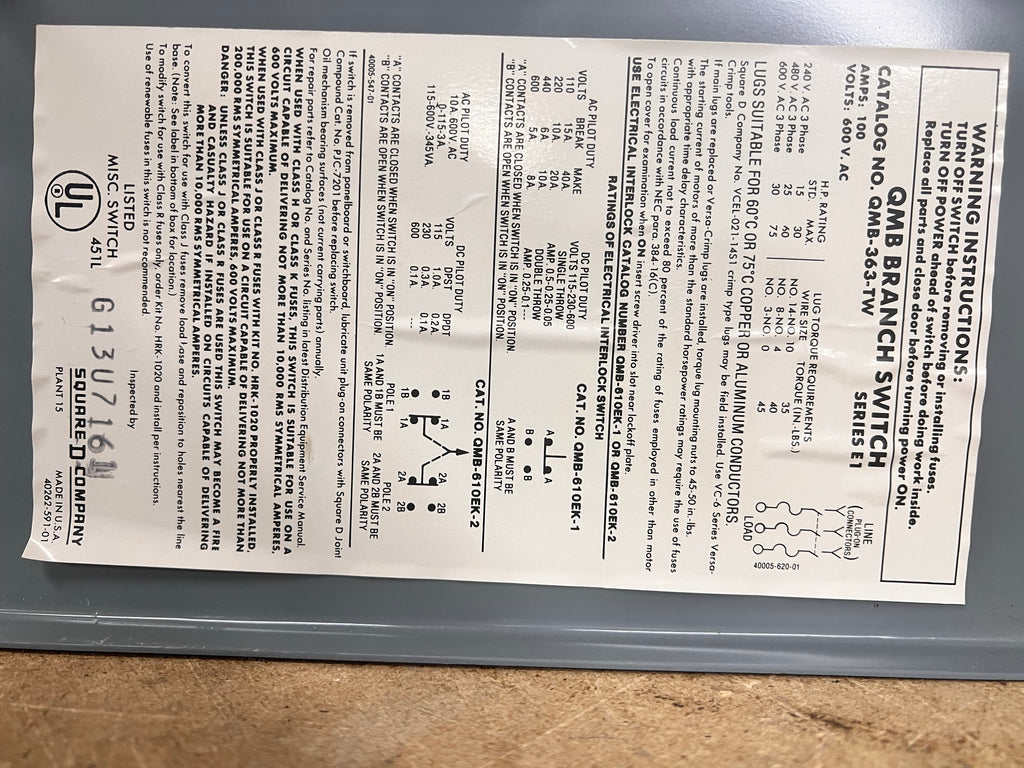 WARNING INSTRUCTIONS:
TURN OFF SWITCH before removing or installing fuses.
TURN OFF POWER ahead of switch before doing work inside.
Replace all parts and close door before turning power ON.
QMB BRANCH SWITCH
CATALOG NO. QMB-363-TW SERIES E1
AMPS: 100
VOLTS: 600 V. AC
H.P. RATING
STD. MAX.
240 V. AC 3 Phase 15 30
480 V. AC 3 Phase 25 60
600 V. AC 3 Phase 30 75
LUG TORQUE REQUIREMENTS
WIRE SIZE TORQUE (IN.-LBS)
NO. 14-NO. 10 35
NO. 8-NO. 4 40
NO. 3-NO. 0 45
LINE
(PLUG-ON
CONNECTORS)
LOAD
40005-620-01
LUGS SUITABLE FOR 60°C OR 75°C COPPER OR ALUMINUM CONDUCTORS
Square D Company No. VCEL-021-14S1 crimp type lugs may be field installed. Use VC-6 Series Versa-
Crimp tools.
If main lugs are replaced or Versa-Crimp lugs are installed, torque lug mounting nuts to 45-50 in.-lbs.
The starting current of motors of more than the standard horsepower ratings may require the use of fuses
with appropriate time delay characteristics.
Continuous load current not to exceed 80 percent of the rating of fuses employed in other than motor
circuits in accordance with NEC para. 384-16(C).
To open cover for examination when ON insert screw driver into slot near lockoff plate.
USE ELECTRICAL INTERLOCK CATALOG NUMBER QMB-610EK-1 OR QMB-610EK-2
RATINGS OF ELECTRICAL INTERLOCK SWITCH
CAT. NO. QMB-610EK-1
AC PILOT DUTY
VOLTS BREAK MAKE
110 15A 40A
220 10A 20A
440 6A 10A
600 5A 8A
DC PILOT DUTY
VOLTS 115-230-600
SINGLE THROW
AMP. 0.5-0.25-0.05
DOUBLE THROW
AMP. 0.25-0.1---
A A
B B
A AND B MUST BE
SAME POLARITY
"A" CONTACTS ARE CLOSED WHEN SWITCH IS IN "ON" POSITION.
"B" CONTACTS ARE OPEN WHEN SWITCH IS IN "ON" POSITION.
CAT. NO. QMB-610EK-2
AC PILOT DUTY
10A, 600V. AC
0-115-3A.
115-600V.-345VA
DC PILOT DUTY
VOLTS DPST DPDT
115 1.0A 0.2A
230 0.3A 0.1A
600 0.1A ---
1B 1A 2A 2B
POLE 1 POLE 2
1A AND 1B MUST BE SAME POLARITY
2A AND 2B MUST BE SAME POLARITY
"A" CONTACTS ARE CLOSED WHEN SWITCH IS IN "ON" POSITION.
"B" CONTACTS ARE OPEN WHEN SWITCH IS IN "ON" POSITION.
40005-547-01
If switch is removed from panelboard or switchboard, lubricate unit plug-on connectors with Square D Joint
Compound Cat. No. PJC7201 before replacing switch.
Oil mechanism bearing surfaces (not current carrying parts) annually.
For repair parts refer to Catalog No. and Series No. listing in latest Distribution Equipment Service Manual.
WHEN USED WITH CLASS H OR CLASS K FUSES, THIS SWITCH IS SUITABLE FOR USE ON A
CIRCUIT CAPABLE OF DELIVERING NOT MORE THAN 10,000 RMS SYMMETRICAL AMPERES,
600 VOLTS MAXIMUM.
WHEN USED WITH CLASS J OR CLASS R FUSES WITH KIT NO. HRK-1020 PROPERLY INSTALLED,
THIS SWITCH IS SUITABLE FOR USE ON A CIRCUIT CAPABLE OF DELIVERING NOT MORE THAN
200,000 RMS SYMMETRICAL AMPERES, 600 VOLTS MAXIMUM.
DANGER: UNLESS CLASS J OR CLASS R FUSES ARE USED THIS SWITCH MAY BECOME A FIRE
AND CASUALTY HAZARD IF INSTALLED ON CIRCUITS CAPABLE OF DELIVERING
MORE THAN 10,000 RMS SYMMETRICAL AMPERES.
To convert this switch for use with Class J fuses remove load base and reposition to holes nearest the line
base. (Note: See label in bottom of box for location.)
To modify switch for use with Class R fuses only, order Kit No. HRK-1020 and install per instructions.
Use of renewable fuses in this switch is not recommended.
UL
LISTED
MISC. SWITCH
451L
Inspected by
G13U716
SQUARE D COMPANY
PLANT 15 MADE IN U.S.A.
40262-591-01